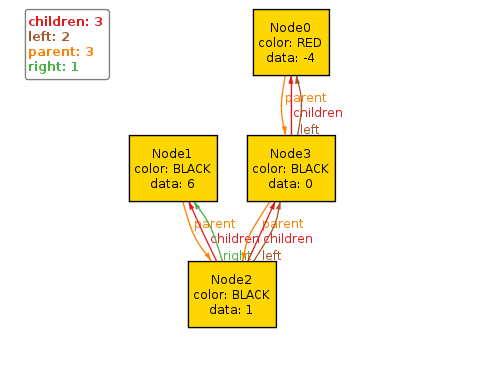 children: 3
left: 2
parent: 3
right: 1
Node0
color: RED
data: -4
parent
children
left
Node1
color: BLACK
data: 6
Node3
color: BLACK
data: 0
parent
children
right
parent
children
left
Node2
color: BLACK
data: 1